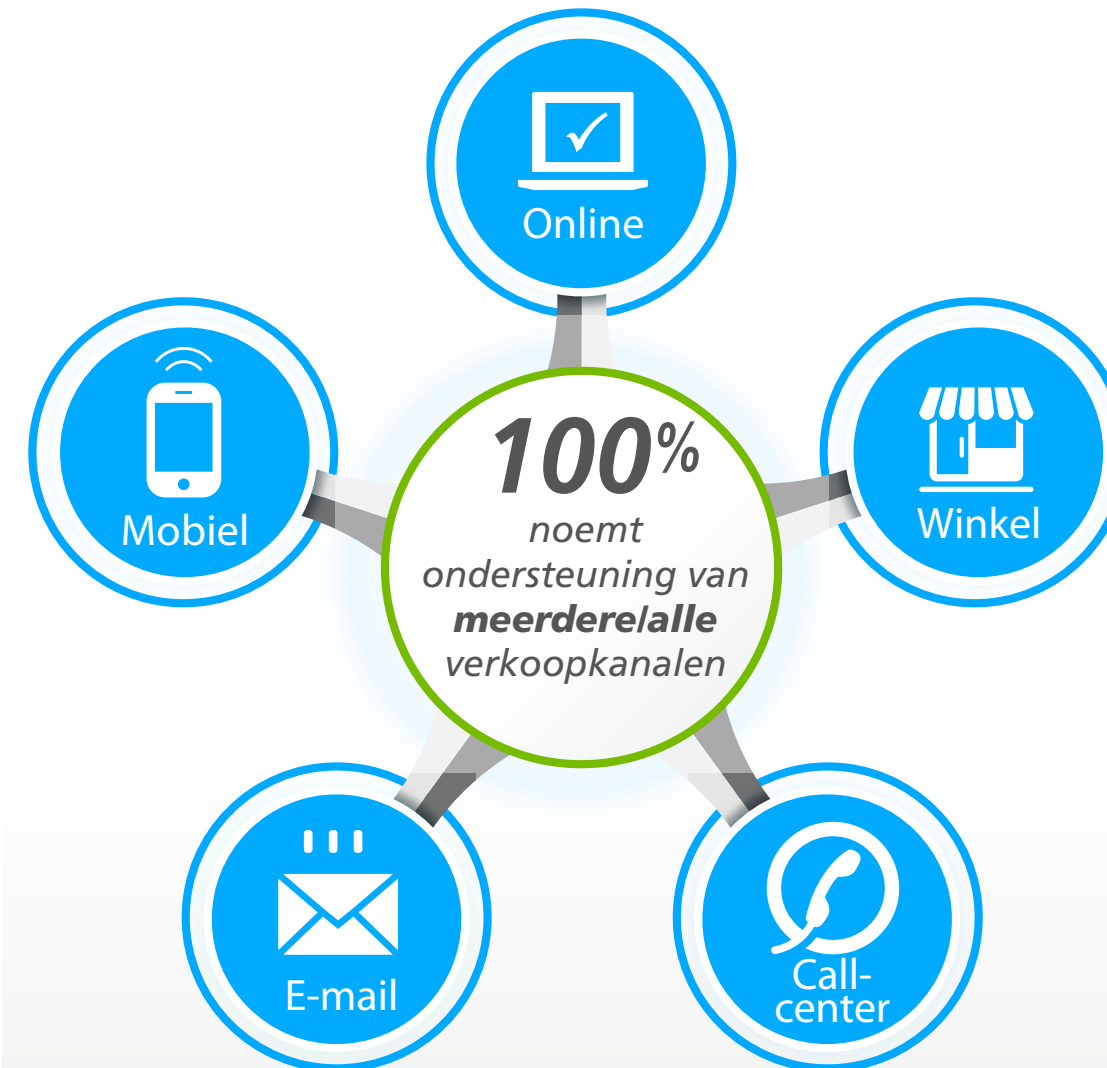 Online
Mobiel
Winkel
100%
noemt
ondersteuning van
meerdere/alle
verkoopkanalen
E-mail
Call-
center